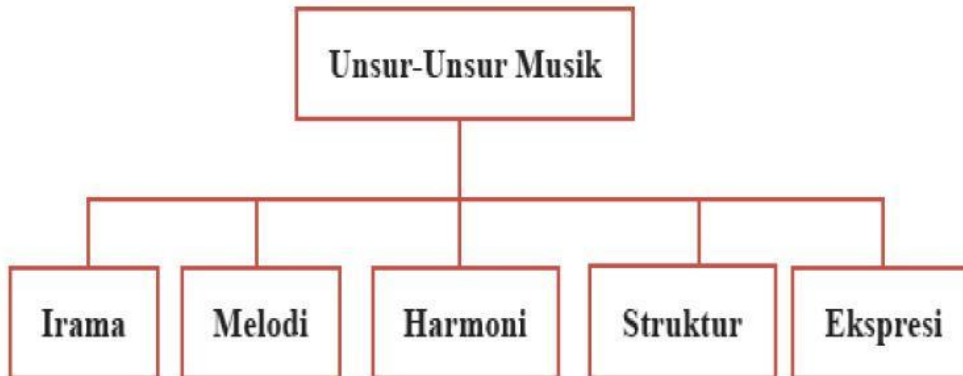 Unsur-Unsur Musik
Irama
Melodi
Harmoni
Struktur
Ekspresi